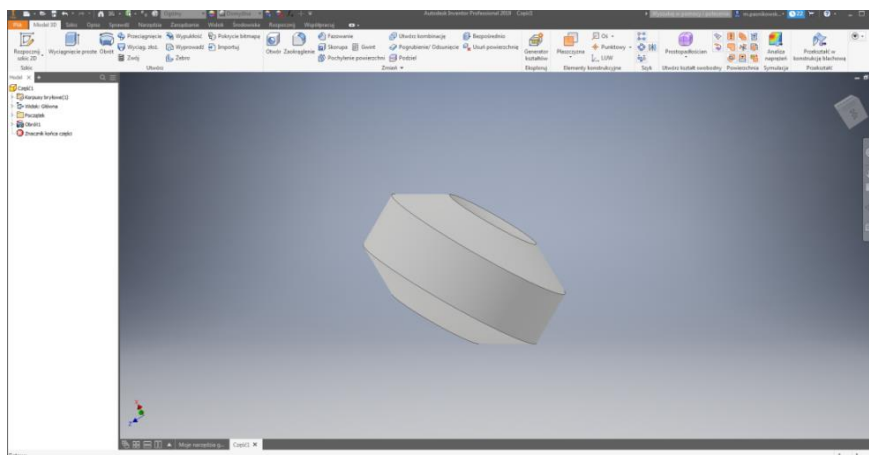 Autodesk Inventor Professional 2019 Część1
Plik Model 3D Szkic Opisz Sprawdź Narzędzia Zarządzanie Widok Środowiska Rozpocznij Współpracuj
Przeciągnięcie Wypukłość Pokrycie bitmapą Fazowanie Utwórz kombinację Bezpośrednio Oś
Wyciąg. złoż. Wyprowadź Importuj Skorupa Gwint Pogrubienie/ Odsunięcie Usuń powierzchnię Punktowy
Zwój Żebro Pochylenie powierzchni Podziel LUW
Rozpocznij szkic 2D Wyciągnięcie proste Obrót Otwór Zaokrąglenie Generator kształtów Płaszczyzna Prostopadłościan Analiza naprężeń Przekształć w konstrukcję blachową
Szkic Utwórz Zmień Eksploruj Elementy konstrukcyjne Szyk Utwórz kształt swobodny Powierzchnia Symulacja Przekształć
Model
Część1
Korpusy bryłowe(1)
Widok: Główna
Początek
Obrót1
Znacznik końca części
Moje narzędzia g... Część1